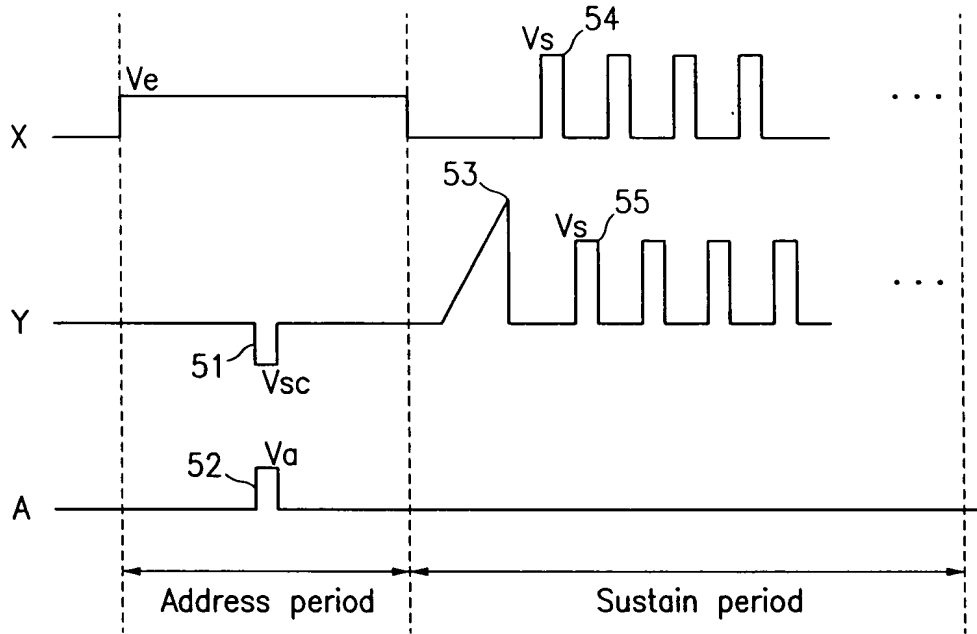 Vs 54
Ve
X
. . .
53
Vs 55
Y
. . .
51
Vsc
52 Va
A
Address period Sustain period